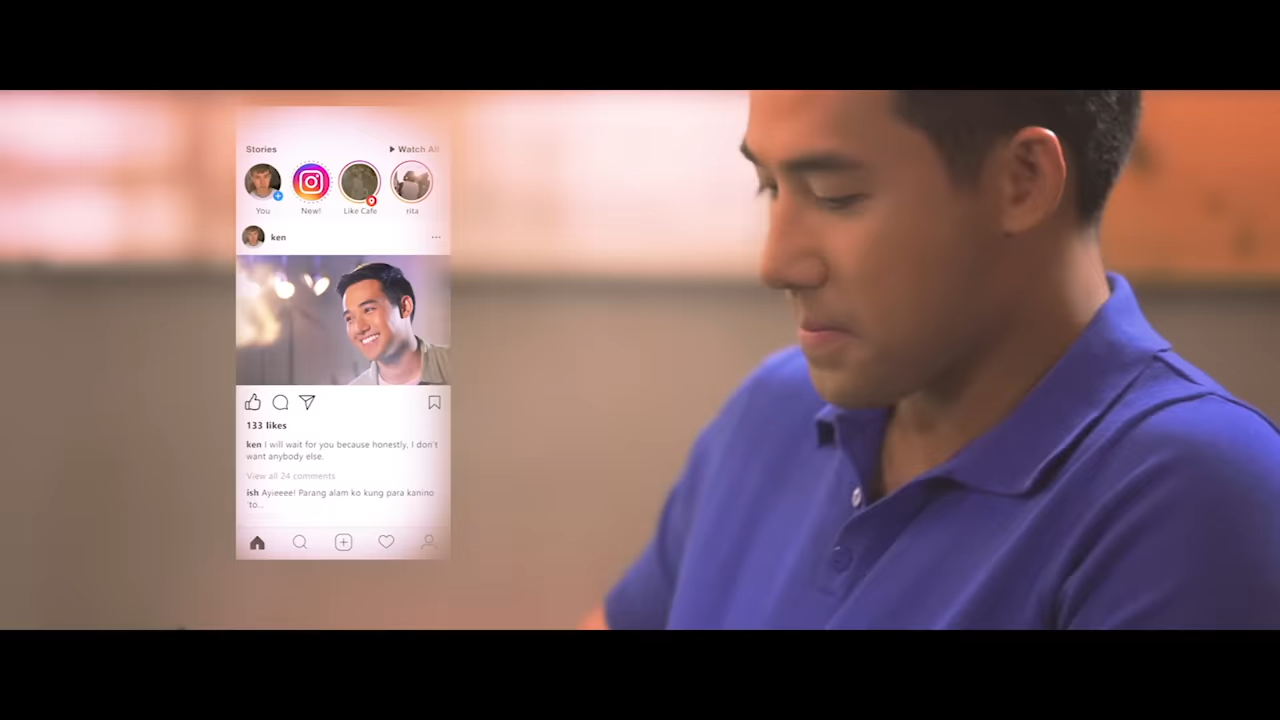 Stories
Watch All
You
New!
Like Cafe
rita
ken
133 likes
ken I will wait for you because honestly, I don't
want anybody else.
View all 24 comments
ish Ayieeee! Parang alam ko kung para kanino
'to...